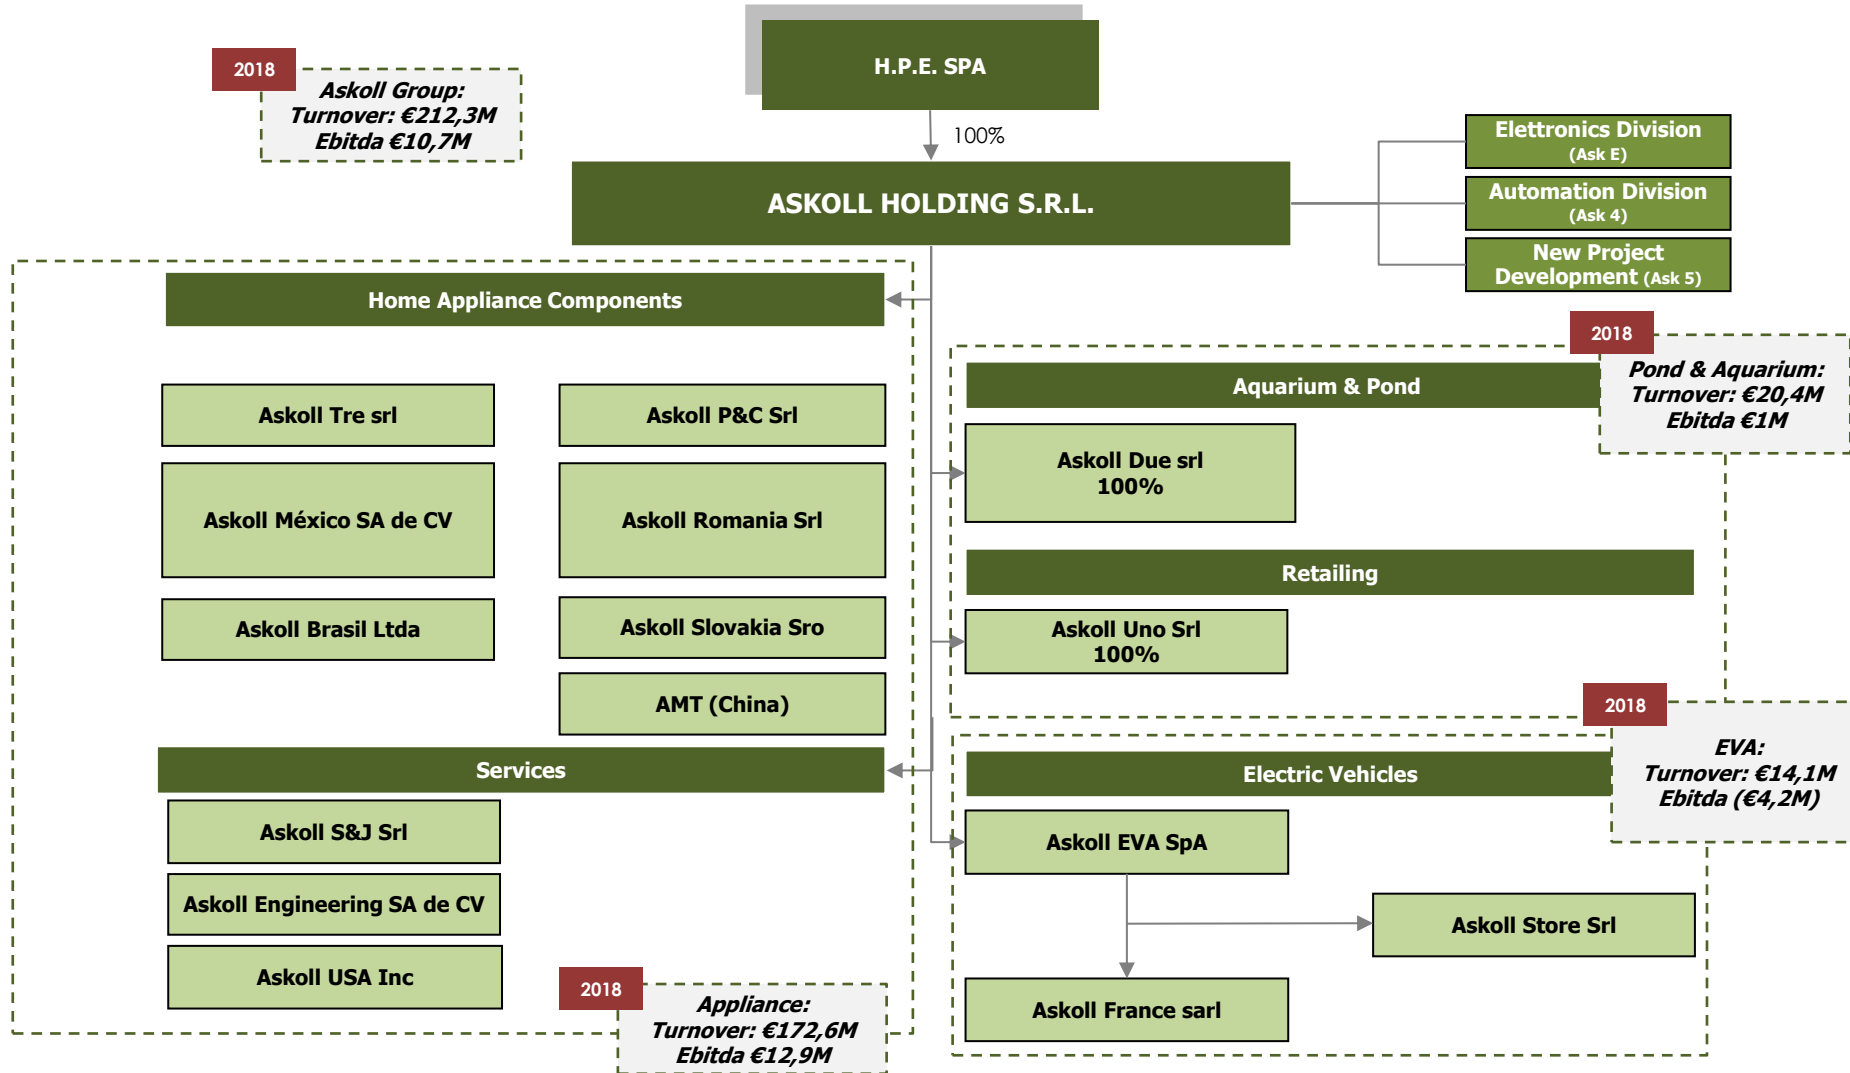 H.P.E. SPA
2018
Askoll Group:
Turnover: €212,3M
Ebitda €10,7M
100%
ASKOLL HOLDING S.R.L.
Elettronics Division
(Ask E)
Automation Division
(Ask 4)
New Project
Development (Ask 5)
Home Appliance Components
Askoll Tre srl
Askoll P&C Srl
Askoll México SA de CV
Askoll Romania Srl
Askoll Brasil Ltda
Askoll Slovakia Sro
AMT (China)
Services
Askoll S&J Srl
Askoll Engineering SA de CV
Askoll USA Inc
2018
Appliance:
Turnover: €172,6M
Ebitda €12,9M
2018
Pond & Aquarium:
Turnover: €20,4M
Ebitda €1M
Aquarium & Pond
Askoll Due srl
100%
Retailing
Askoll Uno Srl
100%
2018
EVA:
Turnover: €14,1M
Ebitda (€4,2M)
Electric Vehicles
Askoll EVA SpA
Askoll Store Srl
Askoll France sarl